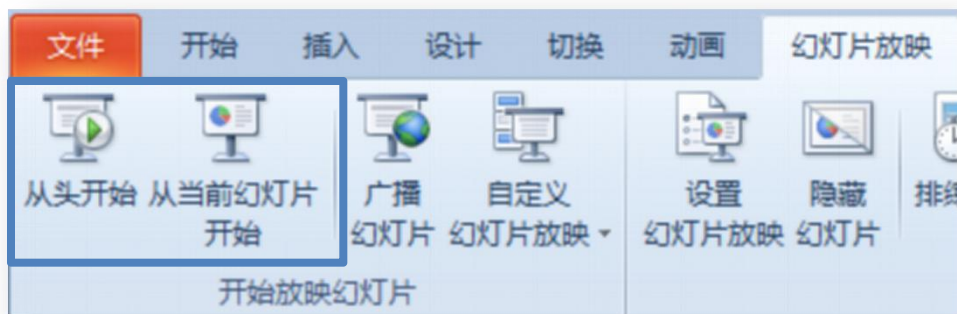 文件 开始 插入 设计 切换 动画 幻灯片放映
从头开始 从当前幻灯片 广播 自定义 设置 隐藏
开始 幻灯片 幻灯片放映 幻灯片放映 幻灯片
开始放映幻灯片